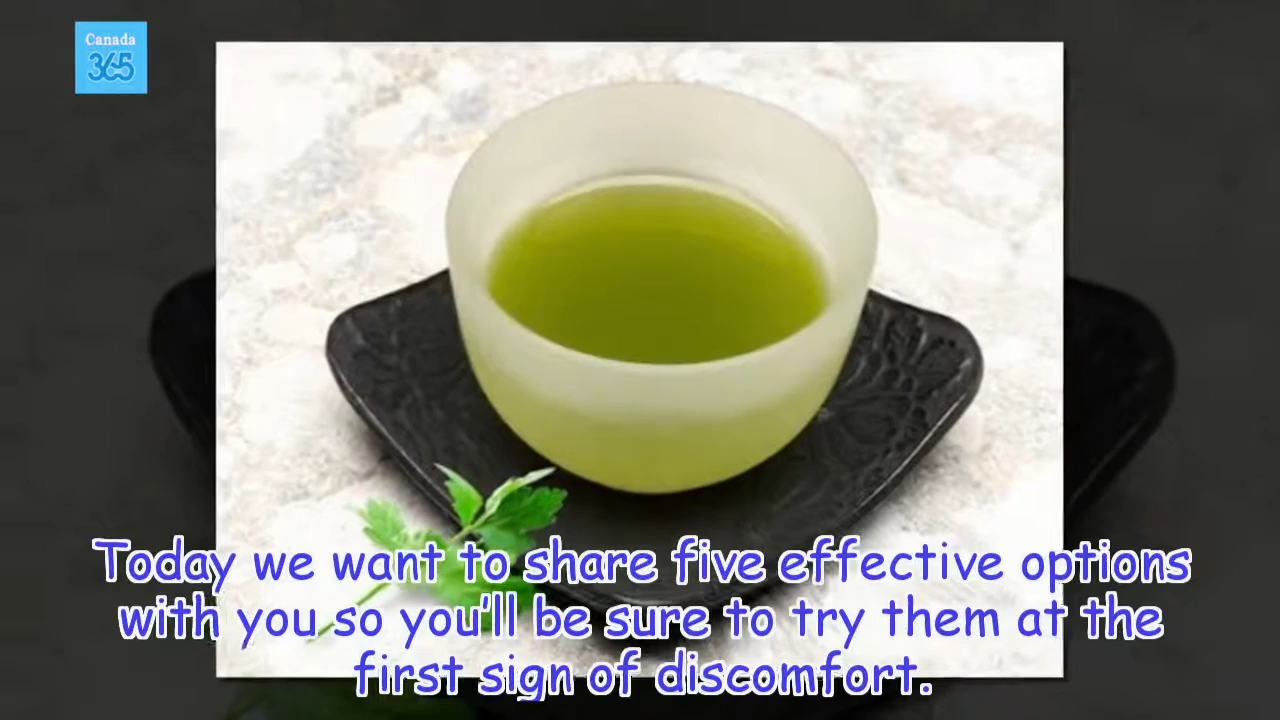 Canada
365
Today we want to share five effective options
with you so you'll be sure to try them at the
first sign of discomfort.